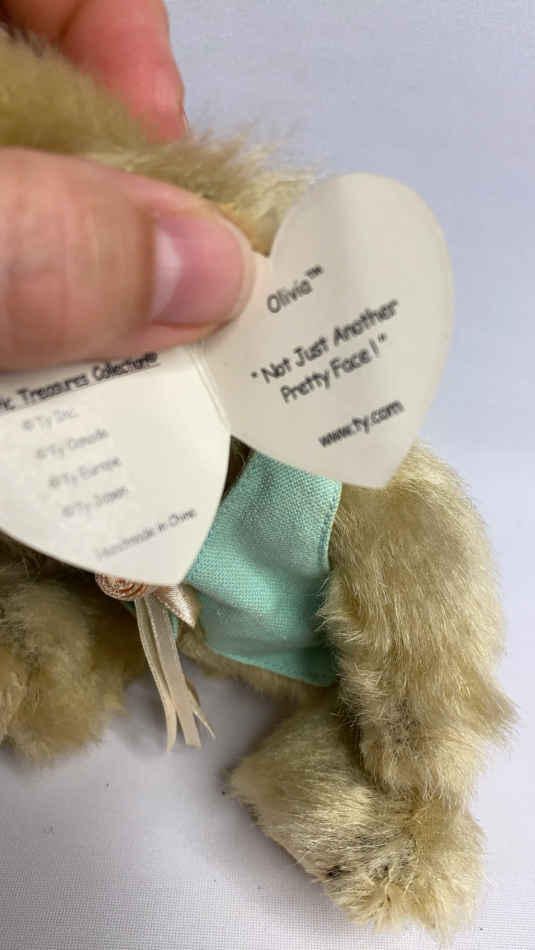 Treasures Collection®
©Ty Inc.
©Ty Canada
©Ty Europe
©Ty Japan
Handmade in China
Olivia™
"Not Just Another
Pretty Face!"
www.ty.com